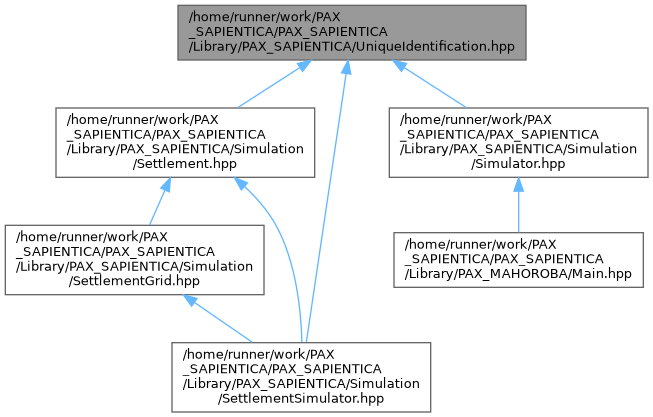 /home/runner/work/PAX
_SAPIENTICA/PAX_SAPIENTICA
/Library/PAX_SAPIENTICA/UniqueIdentification.hpp
/home/runner/work/PAX
_SAPIENTICA/PAX_SAPIENTICA
/Library/PAX_SAPIENTICA/Simulation
/Settlement.hpp
/home/runner/work/PAX
_SAPIENTICA/PAX_SAPIENTICA
/Library/PAX_SAPIENTICA/Simulation
/Simulator.hpp
/home/runner/work/PAX
_SAPIENTICA/PAX_SAPIENTICA
/Library/PAX_SAPIENTICA/Simulation
/SettlementGrid.hpp
/home/runner/work/PAX
_SAPIENTICA/PAX_SAPIENTICA
/Library/PAX_MAHOROBA/Main.hpp
/home/runner/work/PAX
_SAPIENTICA/PAX_SAPIENTICA
/Library/PAX_SAPIENTICA/Simulation
/SettlementSimulator.hpp